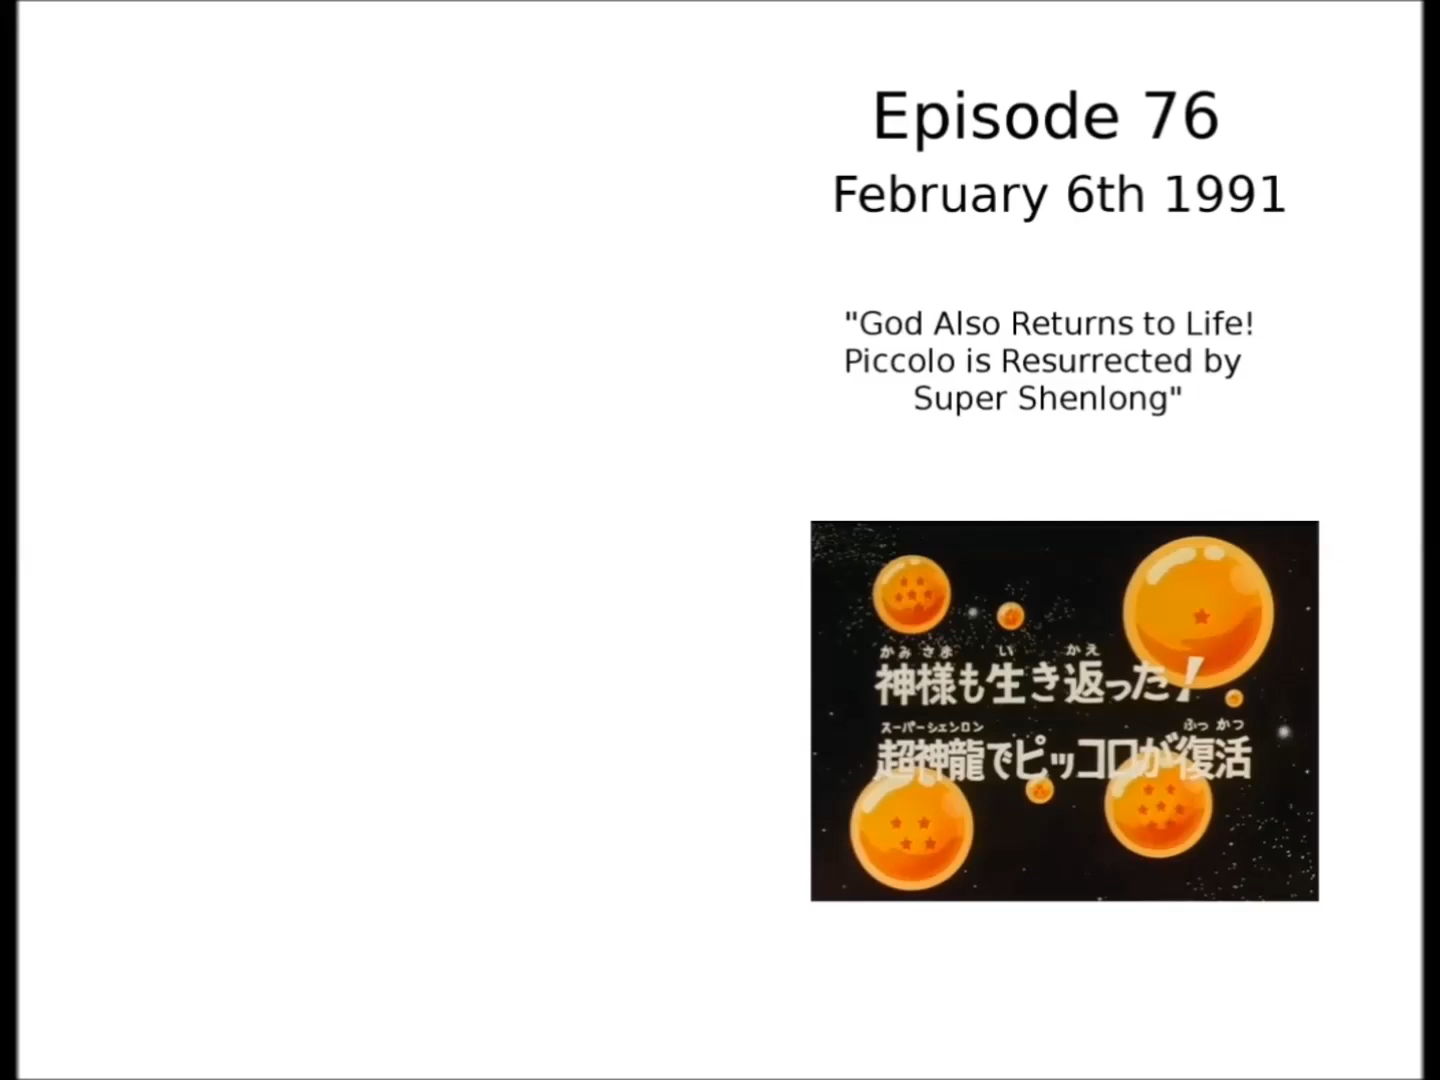 Episode 76
February 6th 1991
"God Also Returns to Life!
Piccolo is Resurrected by
Super Shenlong"
かみ さま い かえ
神様も生き返った!
スーパーシェンロン ふっ かつ
超神龍でピッコロが復活